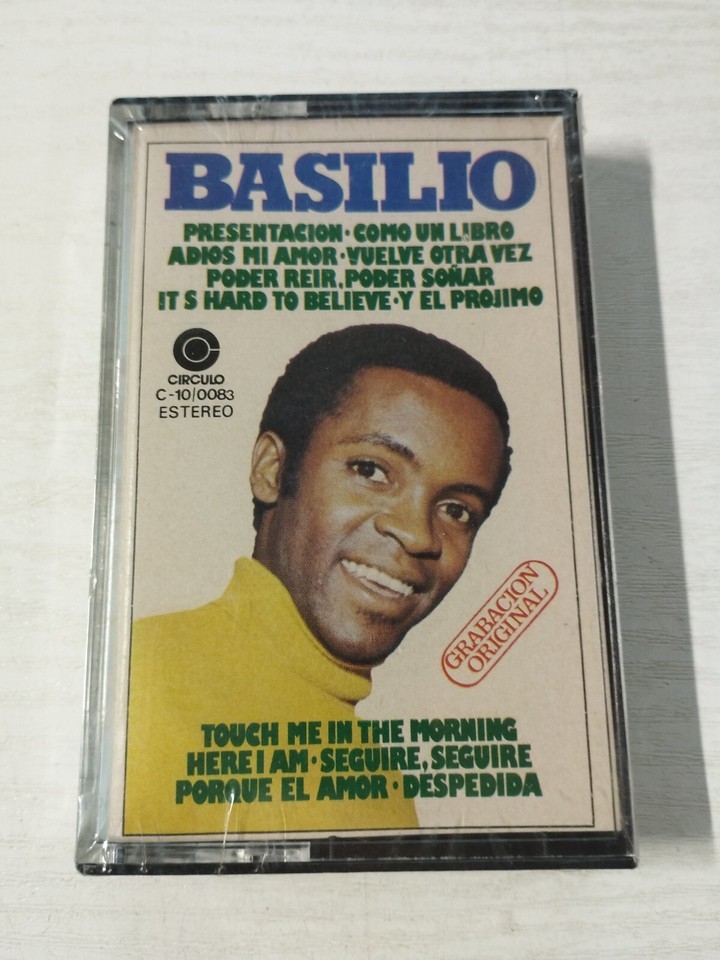 BASILIO
PRESENTACION · COMO UN LIBRO
ADIOS MI AMOR · VUELVE OTRA VEZ
PODER REIR, PODER SOÑAR
IT S HARD TO BELIEVE · Y EL PROJIMO
CIRCULO
C-10/0083
ESTEREO
GRABACION
ORIGINAL
TOUCH ME IN THE MORNING
HERE I AM · SEGUIRE, SEGUIRE
PORQUE EL AMOR · DESPEDIDA